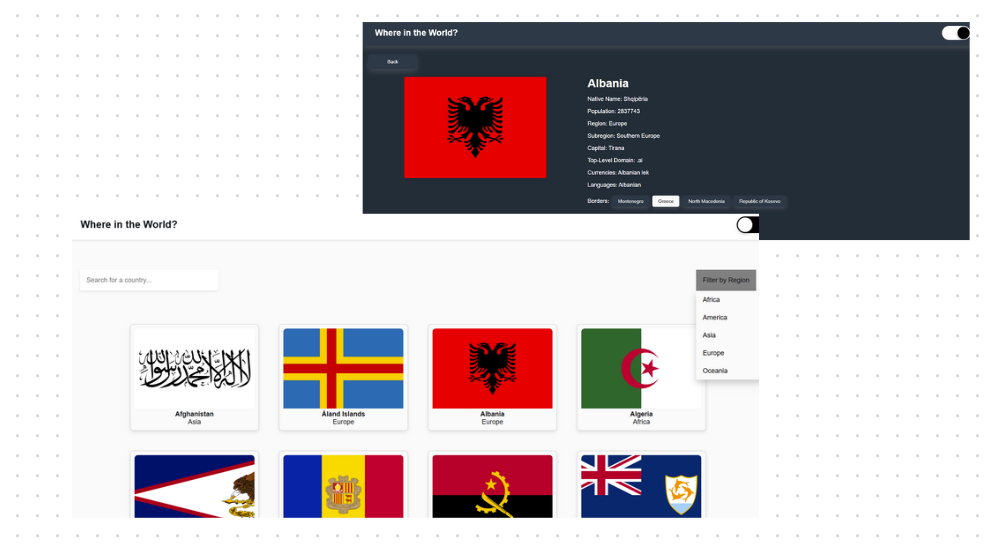 Where in the World?
Back
Albania
Native Name: Shqipëria
Population: 2837743
Region: Europe
Subregion: Southern Europe
Capital: Tirana
Top-Level Domain: .al
Currencies: Albanian lek
Languages: Albanian
Borders: Montenegro Greece North Macedonia Republic of Kosovo
Where in the World?
Search for a country...
Filter by Region
Africa
America
Asia
Europe
Oceania
Afghanistan
Asia
Aland Islands
Europe
Albania
Europe
Algeria
Africa